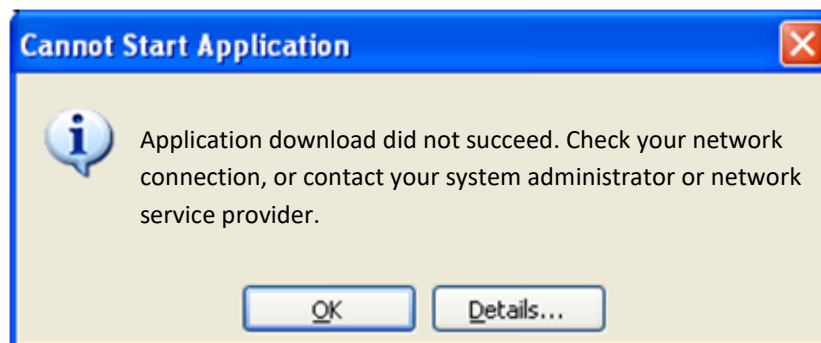 Cannot Start Application
Application download did not succeed. Check your network
connection, or contact your system administrator or network
service provider.
OK
Details...